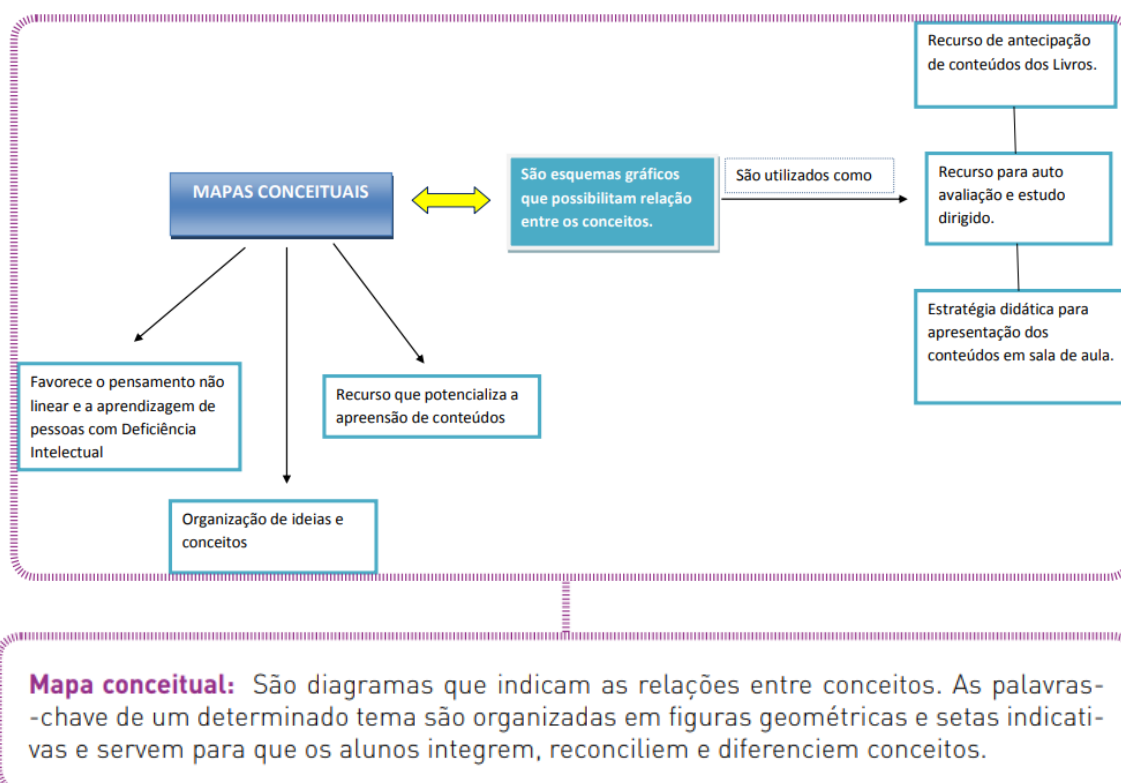 Recurso de antecipação
de conteúdos dos Livros.
MAPAS CONCEITUAIS
São esquemas gráficos
que possibilitam relação
entre os conceitos.
São utilizados como
Recurso para auto
avaliação e estudo
dirigido.
Estratégia didática para
apresentação dos
conteúdos em sala de aula.
Favorece o pensamento não
linear e a aprendizagem de
pessoas com Deficiência
Intelectual
Recurso que potencializa a
apreensão de conteúdos
Organização de ideias e
conceitos
Mapa conceitual: São diagramas que indicam as relações entre conceitos. As palavras-
-chave de um determinado tema são organizadas em figuras geométricas e setas indicati-
vas e servem para que os alunos integrem, reconciliem e diferenciem conceitos.